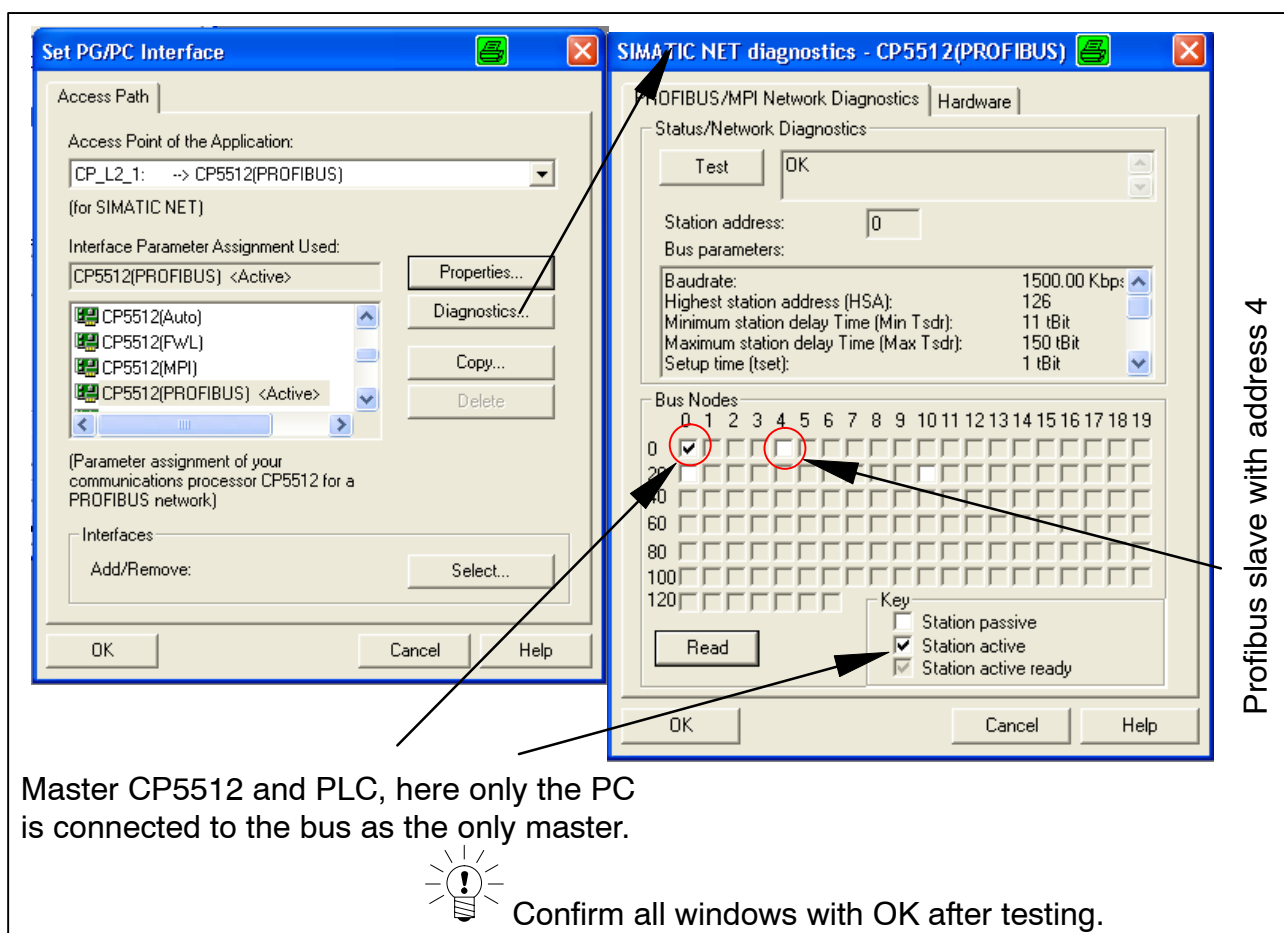 Set PG/PC Interface
Access Path
Access Point of the Application:
CP_L2_1: --> CP5512(PROFIBUS)
(for SIMATIC NET)
Interface Parameter Assignment Used:
CP5512(PROFIBUS) <Active>
Properties...
Diagnostics...
Copy...
Delete
CP5512(Auto)
CP5512(FWL)
CP5512(MPI)
CP5512(PROFIBUS) <Active>
(Parameter assignment of your
communications processor CP5512 for a
PROFIBUS network)
Interfaces
Add/Remove:
Select...
OK
Cancel
Help
SIMATIC NET diagnostics - CP5512(PROFIBUS)
PROFIBUS/MPI Network Diagnostics
Hardware
Status/Network Diagnostics
Test
OK
Station address:
0
Bus parameters:
Baudrate: 1500.00 Kbps
Highest station address (HSA): 126
Minimum station delay Time (Min Tsdr): 11 tBit
Maximum station delay Time (Max Tsdr): 150 tBit
Setup time (tset): 1 tBit
Bus Nodes
0 1 2 3 4 5 6 7 8 9 10 11 12 13 14 15 16 17 18 19
0
20
40
60
80
100
120
Key
Station passive
Station active
Station active ready
Read
OK
Cancel
Help
Profibus slave with address 4
Master CP5512 and PLC, here only the PC
is connected to the bus as the only master.
Confirm all windows with OK after testing.